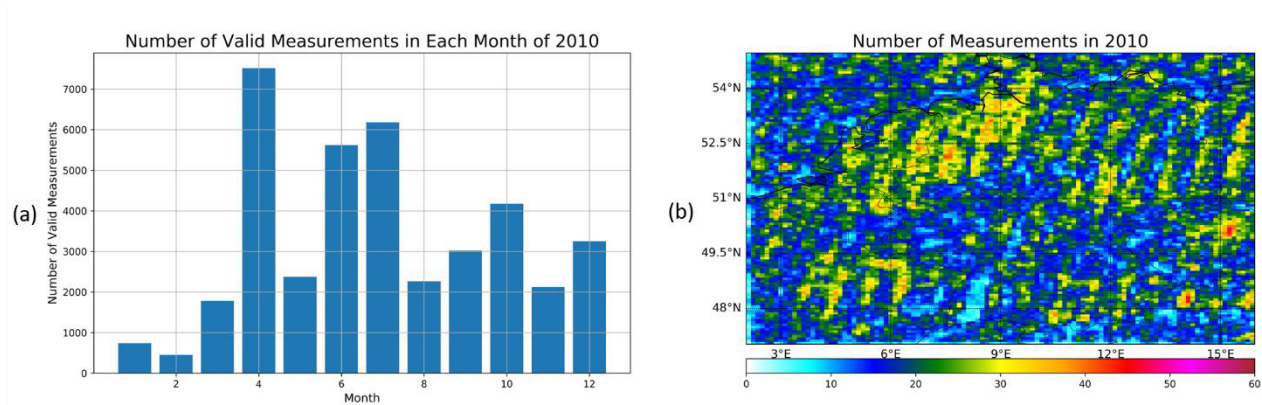 Number of Valid Measurements in Each Month of 2010
7000
6000
5000
4000
3000
2000
1000
0
Number of Valid Measurements
(a)
2 4 6 8 10 12
Month
Number of Measurements in 2010
54°N
52.5°N
51°N
49.5°N
48°N
(b)
3°E 6°E 9°E 12°E 15°E
0 10 20 30 40 50 60